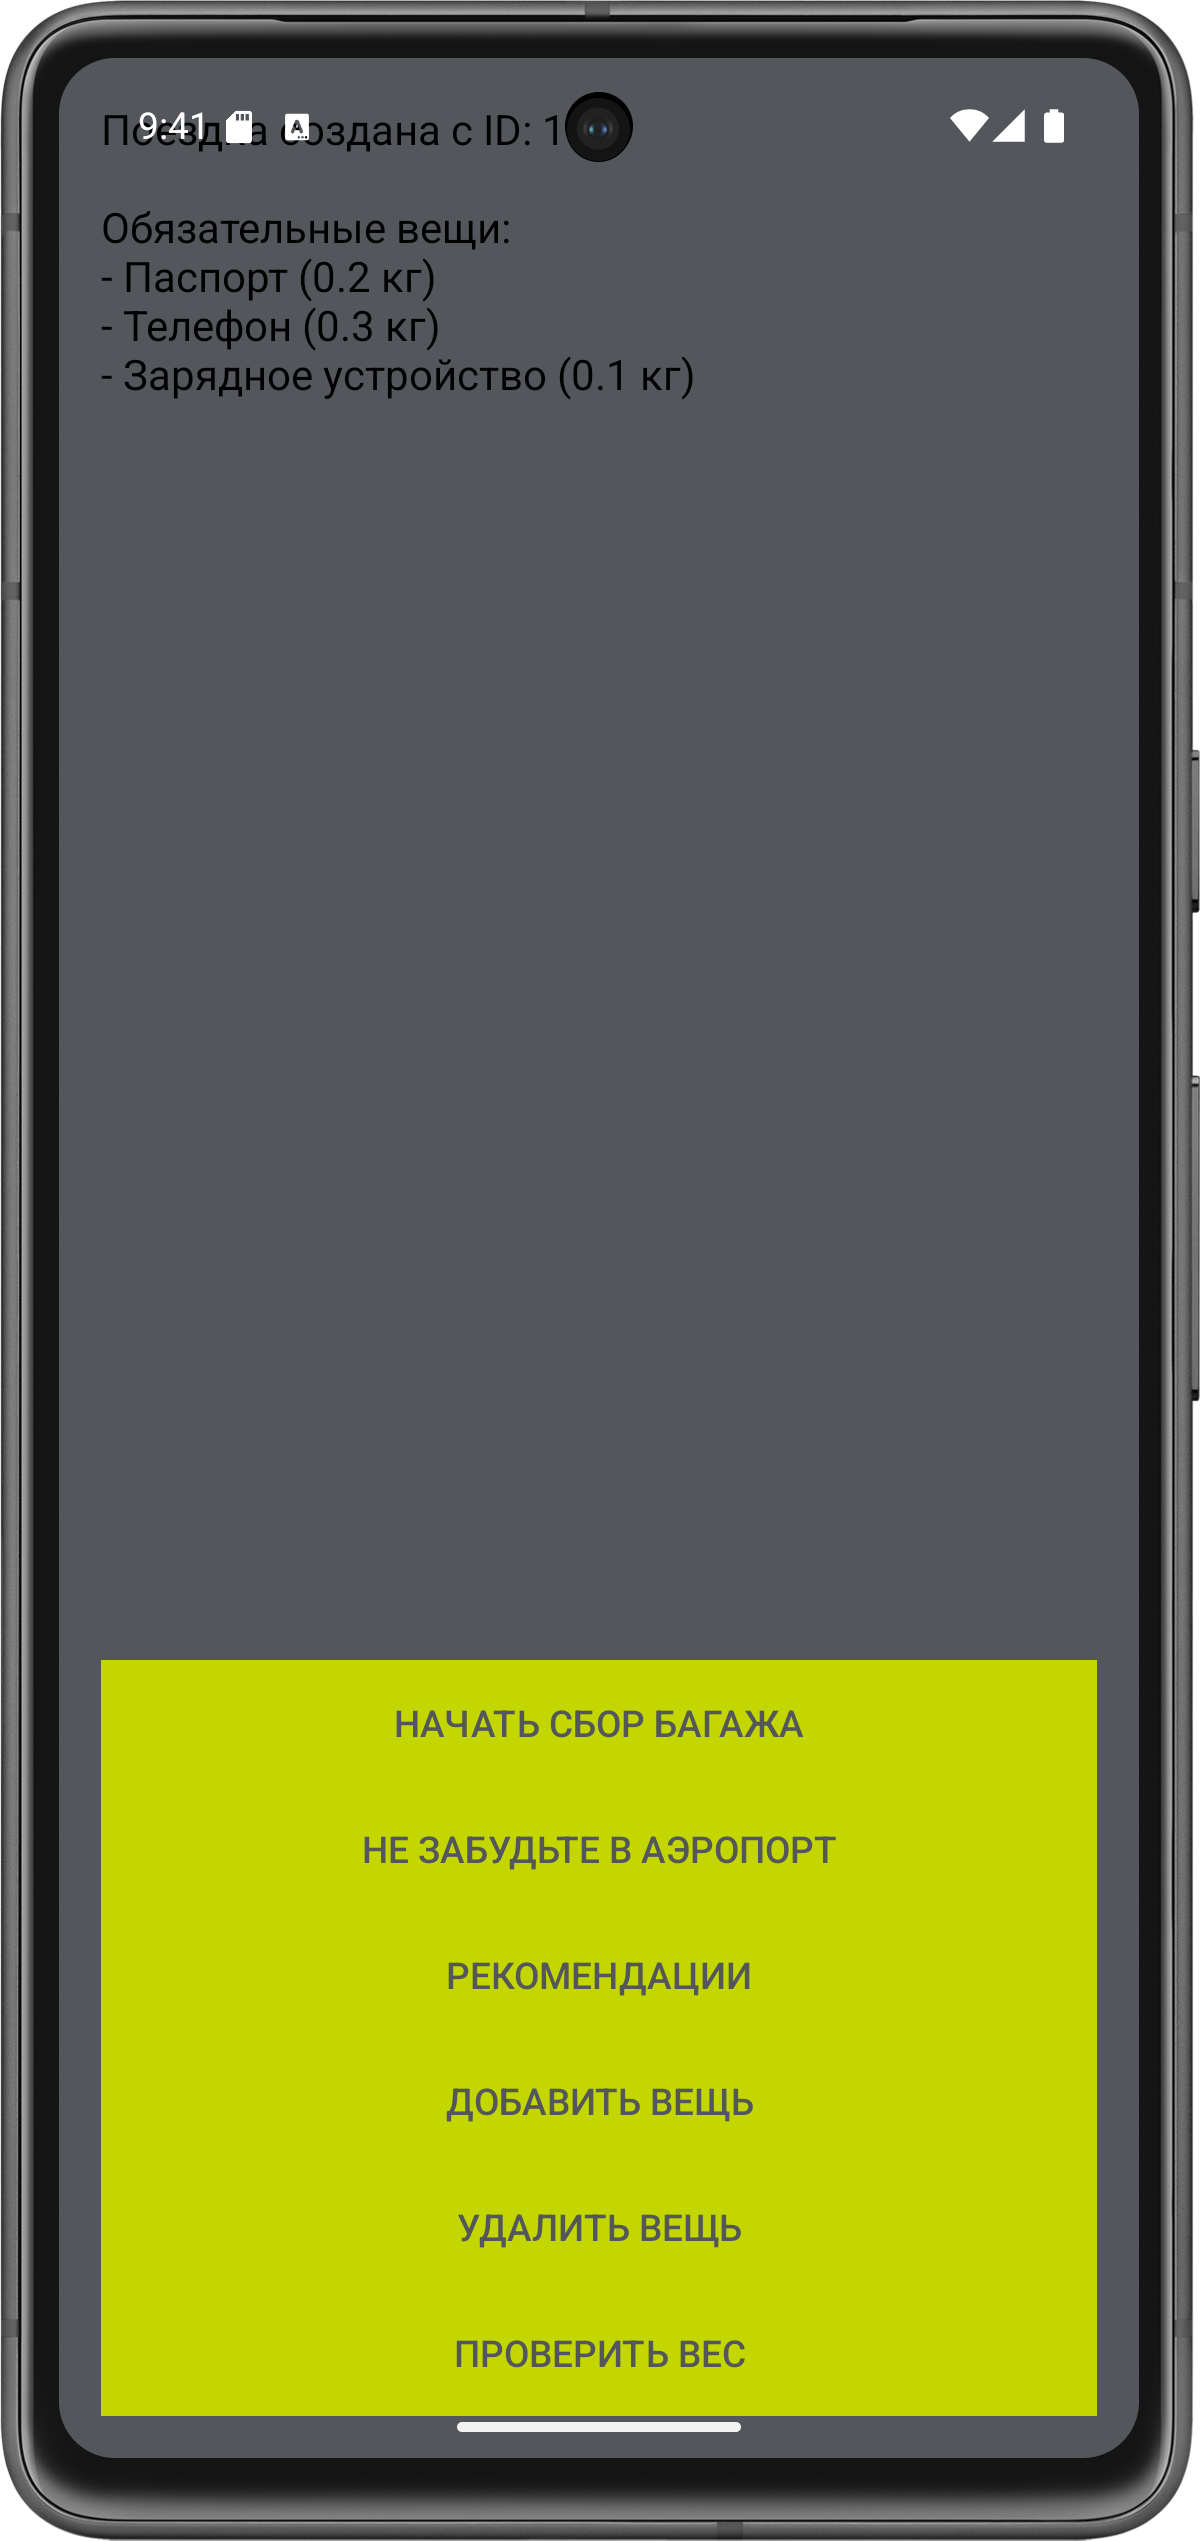 9:41
Поездка создана с ID: 1
Обязательные вещи:
- Паспорт (0.2 кг)
- Телефон (0.3 кг)
- Зарядное устройство (0.1 кг)
НАЧАТЬ СБОР БАГАЖА
НЕ ЗАБУДЬТЕ В АЭРОПОРТ
РЕКОМЕНДАЦИИ
ДОБАВИТЬ ВЕЩЬ
УДАЛИТЬ ВЕЩЬ
ПРОВЕРИТЬ ВЕС